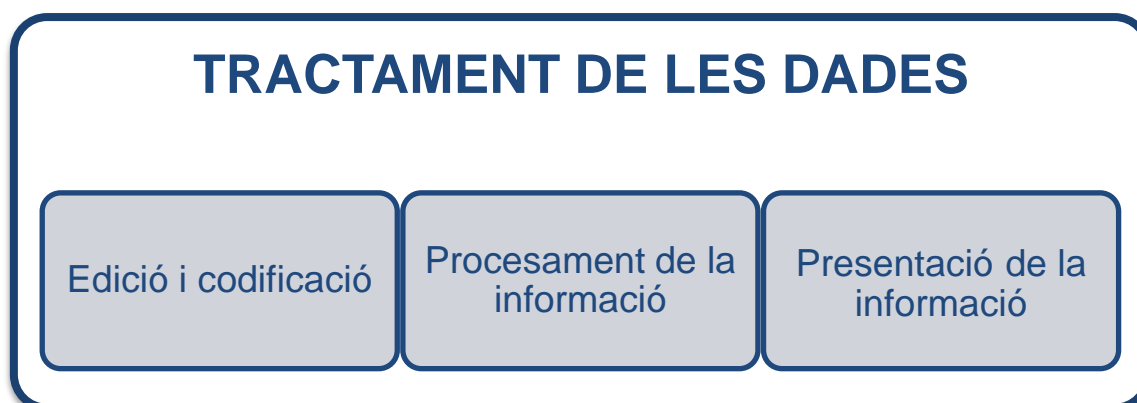 TRACTAMENT DE LES DADES
Edició i codificació
Procesament de la
informació
Presentació de la
informació